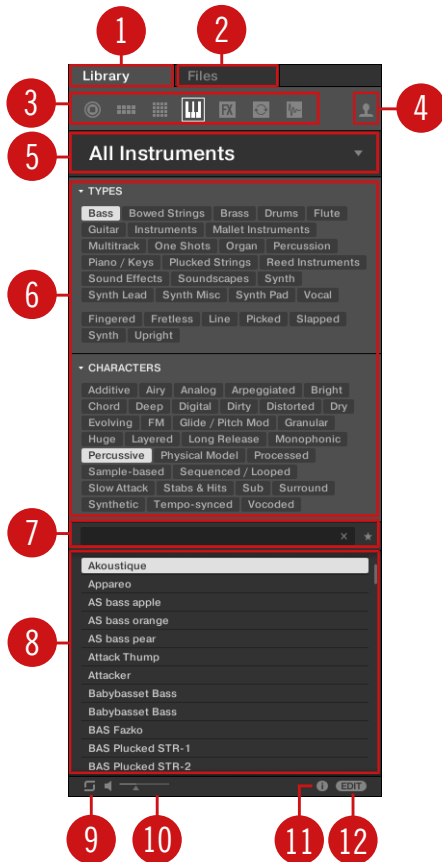 1
2
Library Files
3
FX
4
5
All Instruments
TYPES
Bass Bowed Strings Brass Drums Flute
Guitar Instruments Mallet Instruments
Multitrack One Shots Organ Percussion
Piano / Keys Plucked Strings Reed Instruments
6
Sound Effects Soundscapes Synth
Synth Lead Synth Misc Synth Pad Vocal
Fingered Fretless Line Picked Slapped
Synth Upright
CHARACTERS
Additive Airy Analog Arpeggiated Bright
Chord Deep Digital Dirty Distorted Dry
Evolving FM Glide / Pitch Mod Granular
Huge Layered Long Release Monophonic
Percussive Physical Model Processed
Sample-based Sequenced / Looped
Slow Attack Stabs & Hits Sub Surround
Synthetic Tempo-synced Vocoded
7
8
Akoustique
Appareo
AS bass apple
AS bass orange
AS bass pear
Attack Thump
Attacker
Babybasset Bass
Babybasset Bass
BAS Fazko
BAS Plucked STR-1
BAS Plucked STR-2
EDIT
9
10
11
12